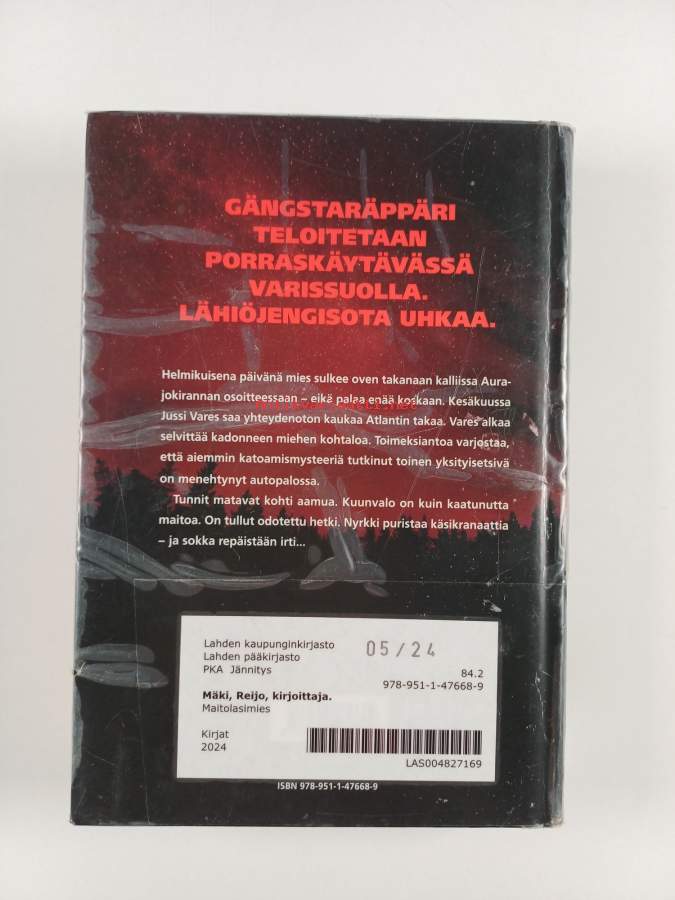 GÄNGSTARÄPPÄRI
TELOITETAAN
PORRASKÄYTÄVÄSSÄ
VARISSUOLLA.
LÄHIÖJENGISOTA UHKAA.
Helmikuisena päivänä mies sulkee oven takanaan kalliissa Aura-
jokirannan osoitteessaan – eikä palaa enää koskaan. Kesäkuussa
Jussi Vares saa yhteydenoton kaukaa Atlantin takaa. Vares alkaa
selvittää kadonneen miehen kohtaloa. Toimeksiantoa varjostaa,
että aiemmin katoamismysteeriä tutkinut toinen yksityisetsivä
on menehtynyt autopalossa.
Tunnit matavat kohti aamua. Kuunvalo on kuin kaatunutta
maitoa. On tullut odotettu hetki. Nyrkki puristaa käsikranaattia
– ja sokka repäistään irti...
Lahden kaupunginkirjasto 05/24
Lahden pääkirjasto
PKA Jännitys 84.2
978-951-1-47668-9
Mäki, Reijo, kirjoittaja.
Maitolasimies
Kirjat
2024
LAS004827169
ISBN 978-951-1-47668-9